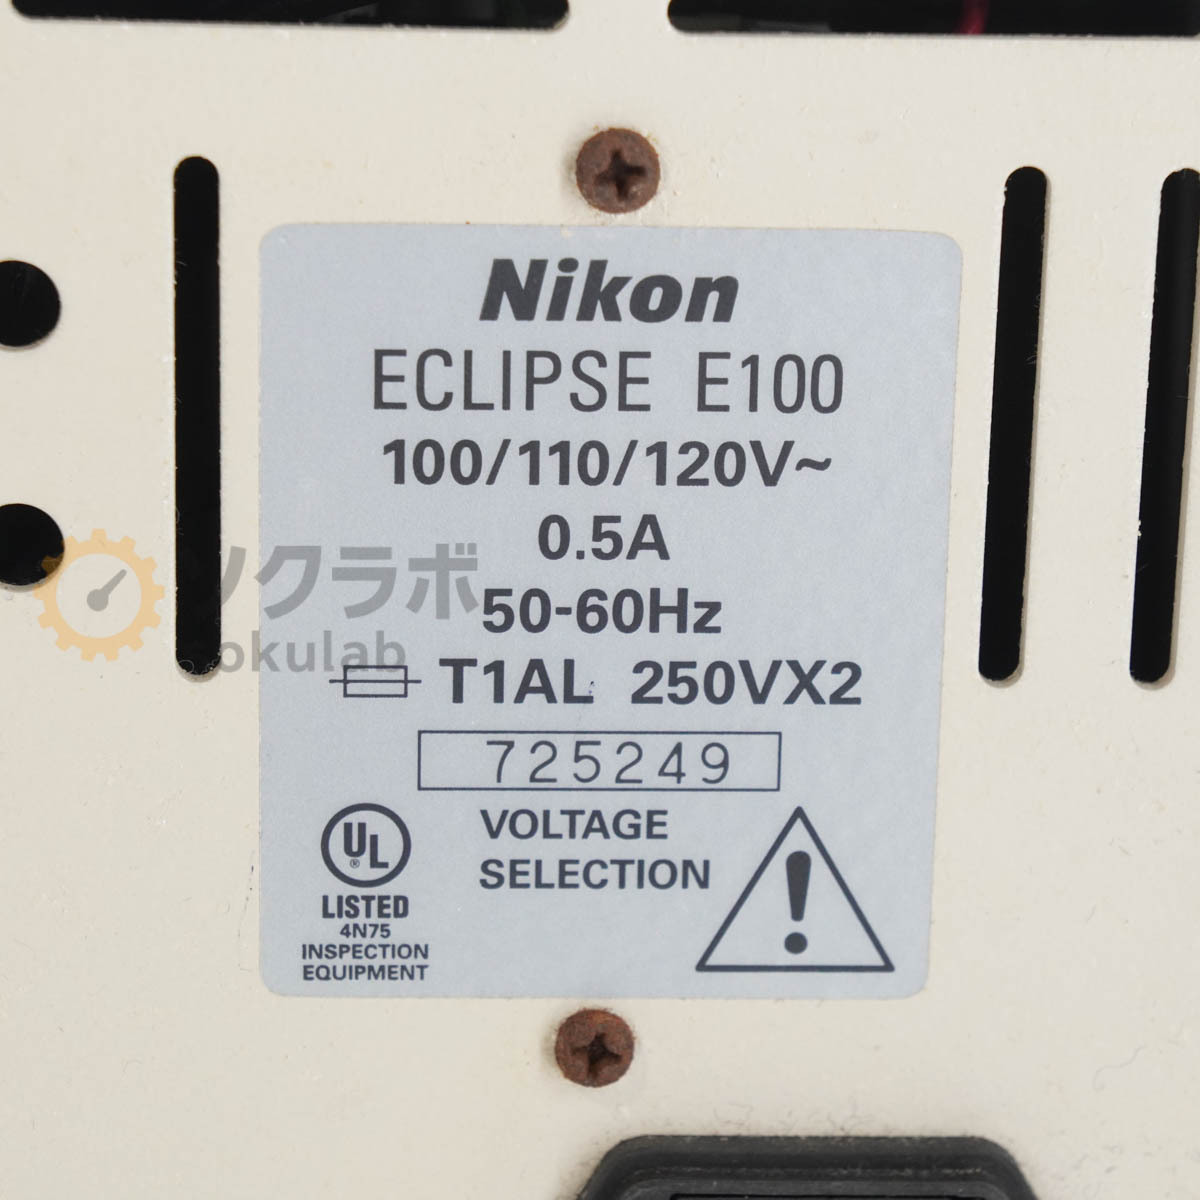 Nikon
ECLIPSE E100
100/110/120V~
0.5A
ソクラボ
50-60Hz
okulab
T1AL 250VX2
725249
VOLTAGE
SELECTION
UL
®
LISTED
4N75
INSPECTION
EQUIPMENT